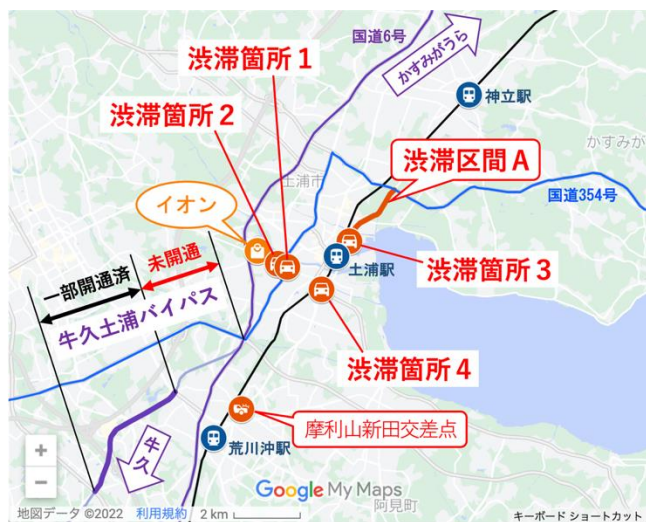 国道6号
かすみがうら
渋滞箇所1
神立駅
渋滞箇所2
かすみが
渋滞区間A
土浦市
イオン
国道354号
未開通
一部開通済
土浦駅
渋滞箇所3
牛久土浦バイパス
渋滞箇所4
牛久
摩利山新田交差点
荒川沖駅
Google My Maps
阿見町
地図データ ©2022 利用規約 2 km キーボード ショートカット